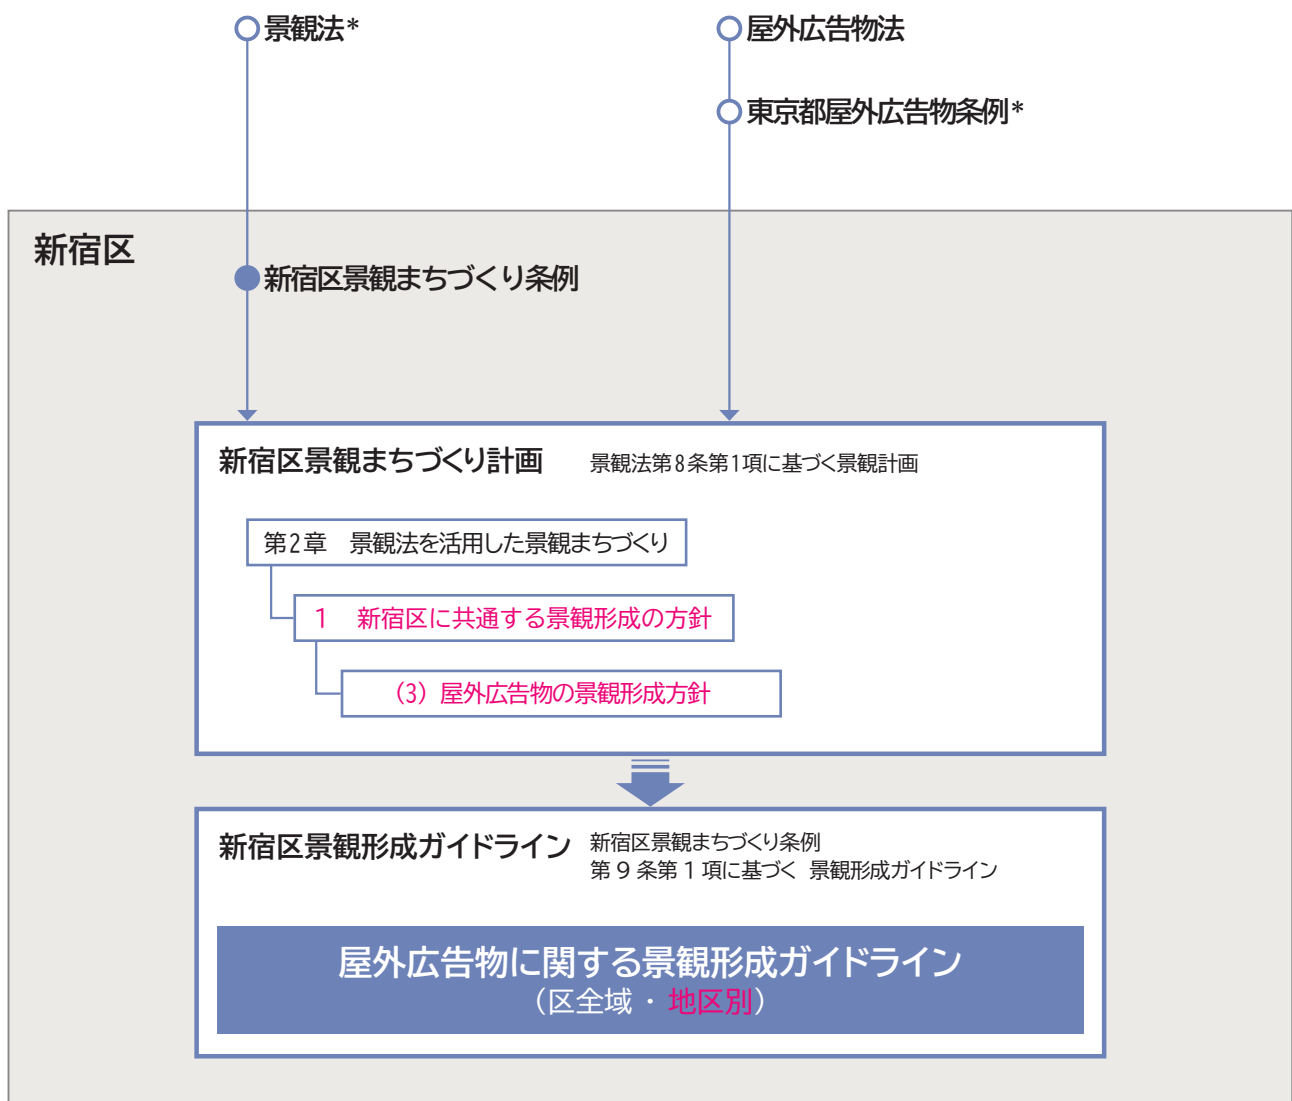 景観法*
屋外広告物法
東京都屋外広告物条例*
新宿区
新宿区景観まちづくり条例
新宿区景観まちづくり計画 景観法第8条第1項に基づく景観計画
第2章 景観法を活用した景観まちづくり
1 新宿区に共通する景観形成の方針
(3) 屋外広告物の景観形成方針
新宿区景観形成ガイドライン 新宿区景観まちづくり条例
第9条第1項に基づく 景観形成ガイドライン
屋外広告物に関する景観形成ガイドライン
(区全域・地区別)